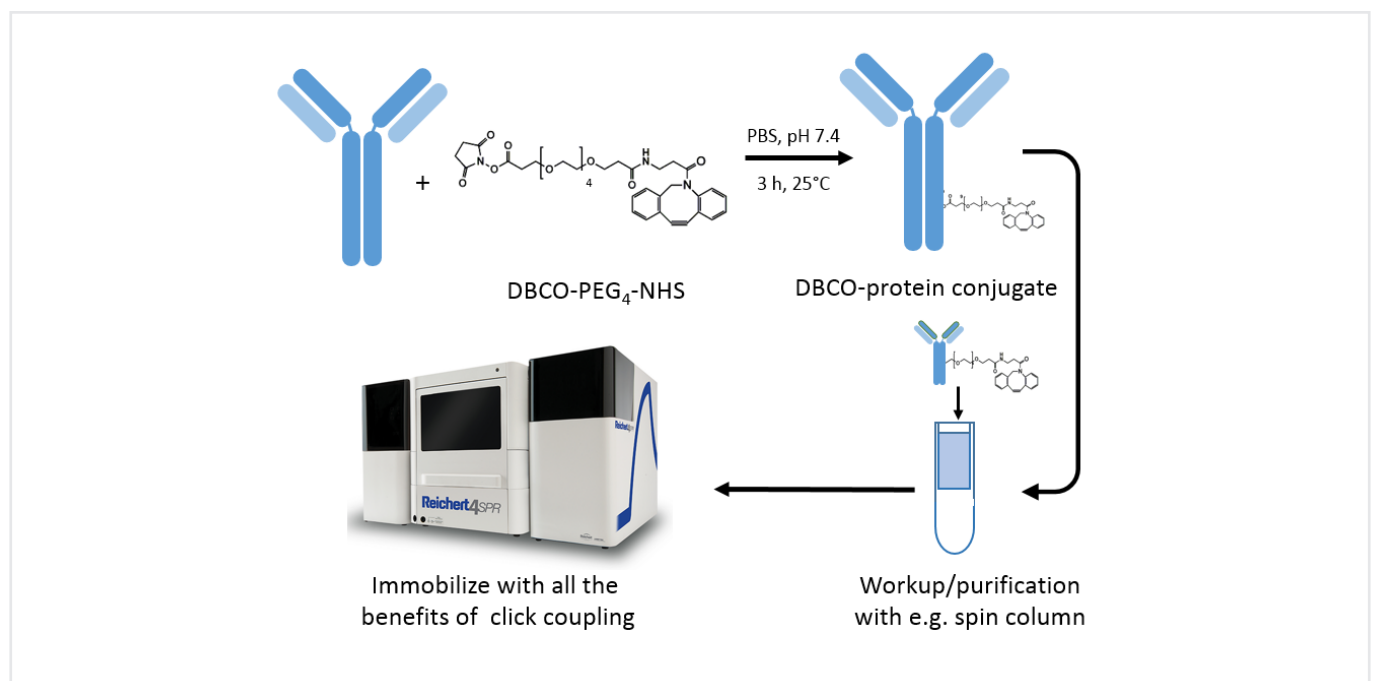 +
PBS, pH 7.4
3 h, 25°C
O
O
N
O
O
O
O
4
O
O
H
N
O
N
DBCO-PEG₄-NHS
DBCO-protein conjugate
Reichert4SPR
Immobilize with all the
benefits of click coupling
Workup/purification
with e.g. spin column